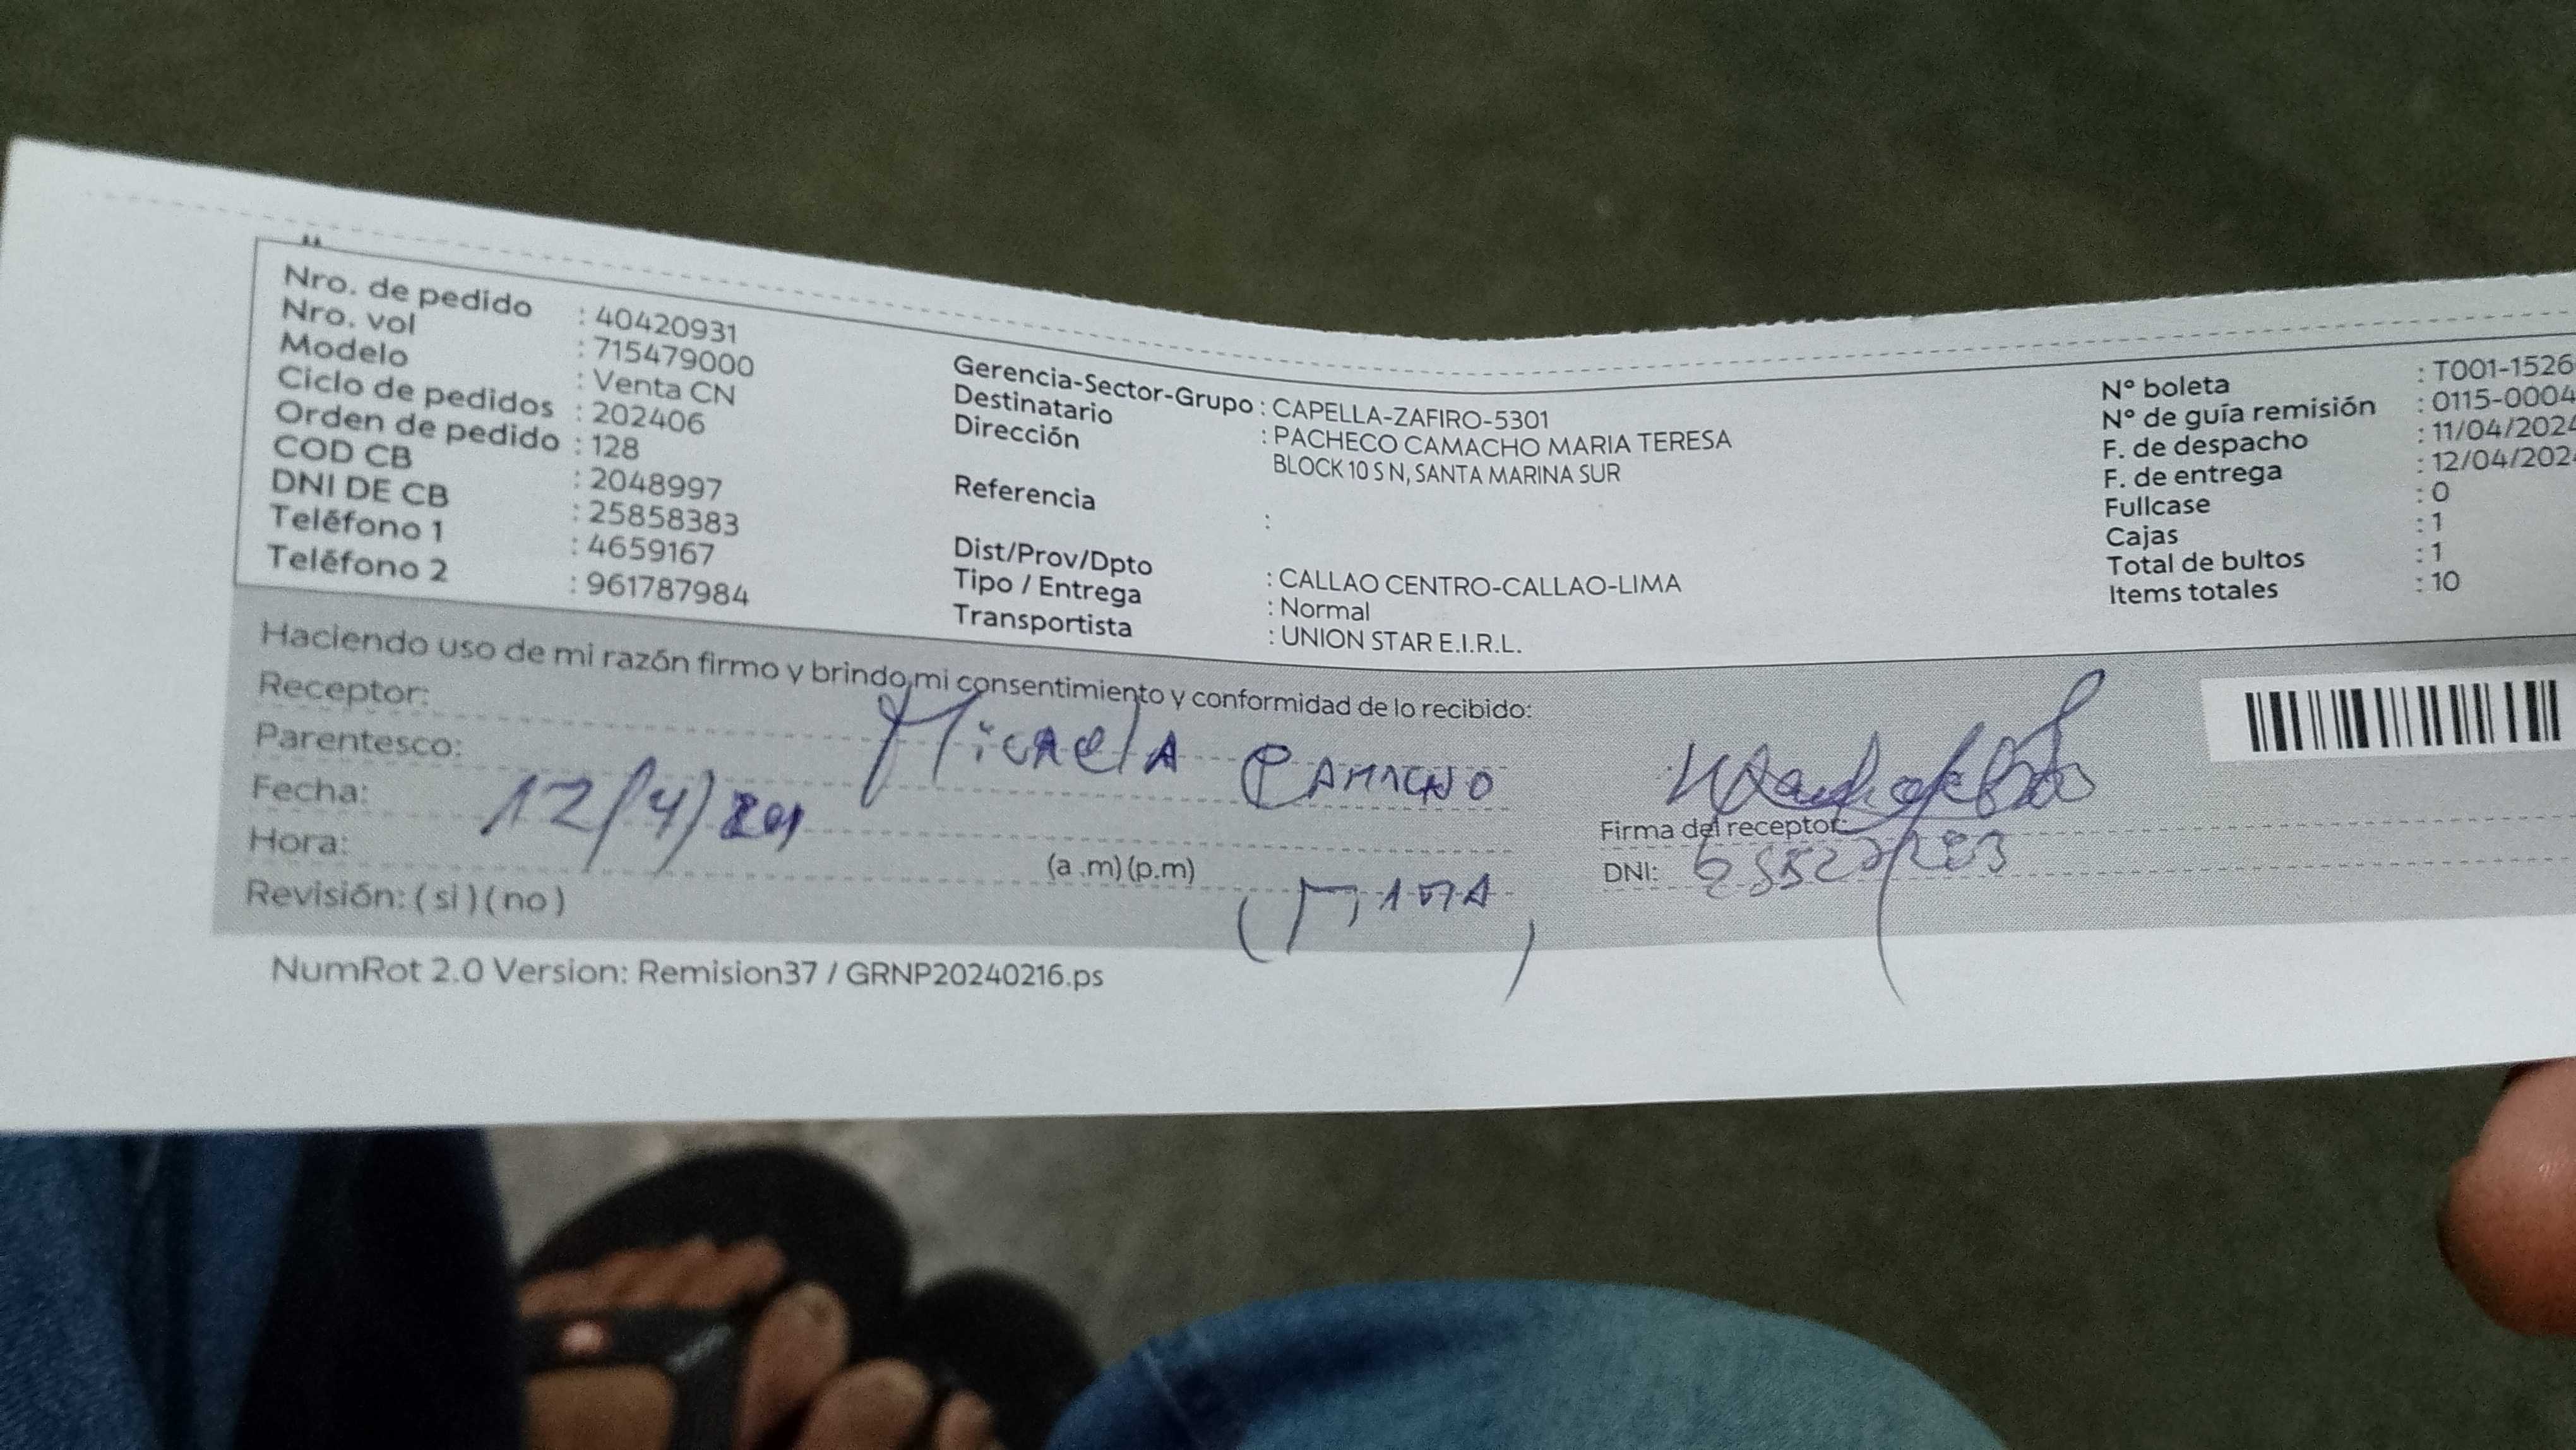 Nro. de pedido : 40420931
Nro. vol : 715479000
Modelo : Venta CN
Ciclo de pedidos : 202406
Orden de pedido : 128
COD CB : 2048997
DNI DE CB : 25858383
Teléfono 1 : 4659167
Teléfono 2 : 961787984
Gerencia-Sector-Grupo : CAPELLA-ZAFIRO-5301
Destinatario : PACHECO CAMACHO MARIA TERESA
Dirección BLOCK 10 S N, SANTA MARINA SUR
Referencia :
Dist/Prov/Dpto : CALLAO CENTRO-CALLAO-LIMA
Tipo / Entrega : Normal
Transportista : UNION STAR E.I.R.L.
N° boleta : T001-1526
N° de guía remisión : 0115-0004
F. de despacho : 11/04/2024
F. de entrega : 12/04/202
Fullcase : 0
Cajas : 1
Total de bultos : 1
Items totales : 10
Haciendo uso de mi razón firmo y brindo mi consentimiento y conformidad de lo recibido:
Receptor: Micaela CAMACHO
Parentesco:
Fecha: 12/4/
Hora: (a .m) (p.m)
Revisión: ( si ) ( no )
Firma del receptor:
DNI:
NumRot 2.0 Version: Remision37 / GRNP20240216.ps